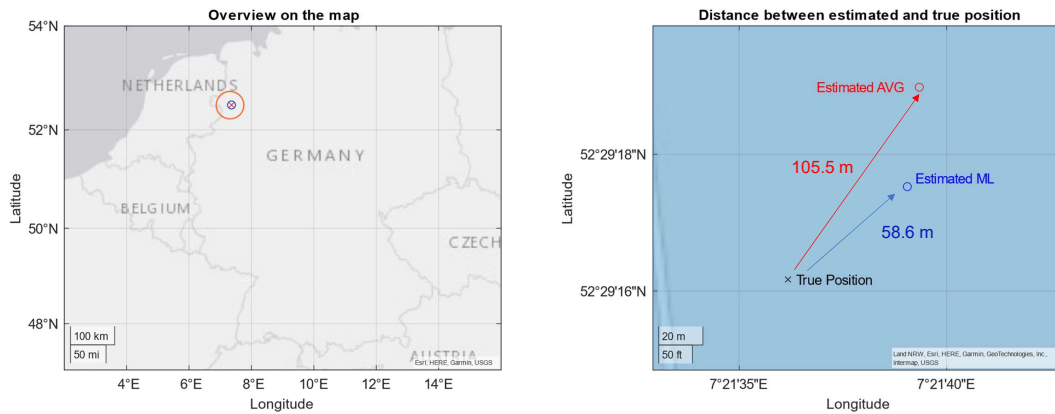 Overview on the map
54°N
52°N
50°N
48°N
Latitude
NETHERLANDS
GERMANY
BELGIUM
CZECH
AUSTRIA
100 km
50 mi
Esri, HERE, Garmin, USGS
4°E 6°E 8°E 10°E 12°E 14°E
Longitude
Distance between estimated and true position
52°29'18"N
52°29'16"N
Latitude
Estimated AVG
105.5 m
Estimated ML
58.6 m
True Position
20 m
50 ft
Land NRW, Esri, HERE, Garmin, GeoTechnologies, Inc.,
Intermap, USGS
7°21'35"E 7°21'40"E
Longitude